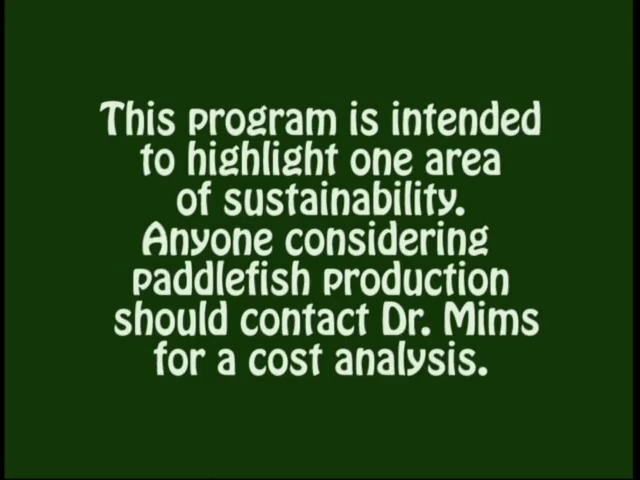 This program is intended
to highlight one area
of sustainability.
Anyone considering
paddlefish production
should contact Dr. Mims
for a cost analysis.